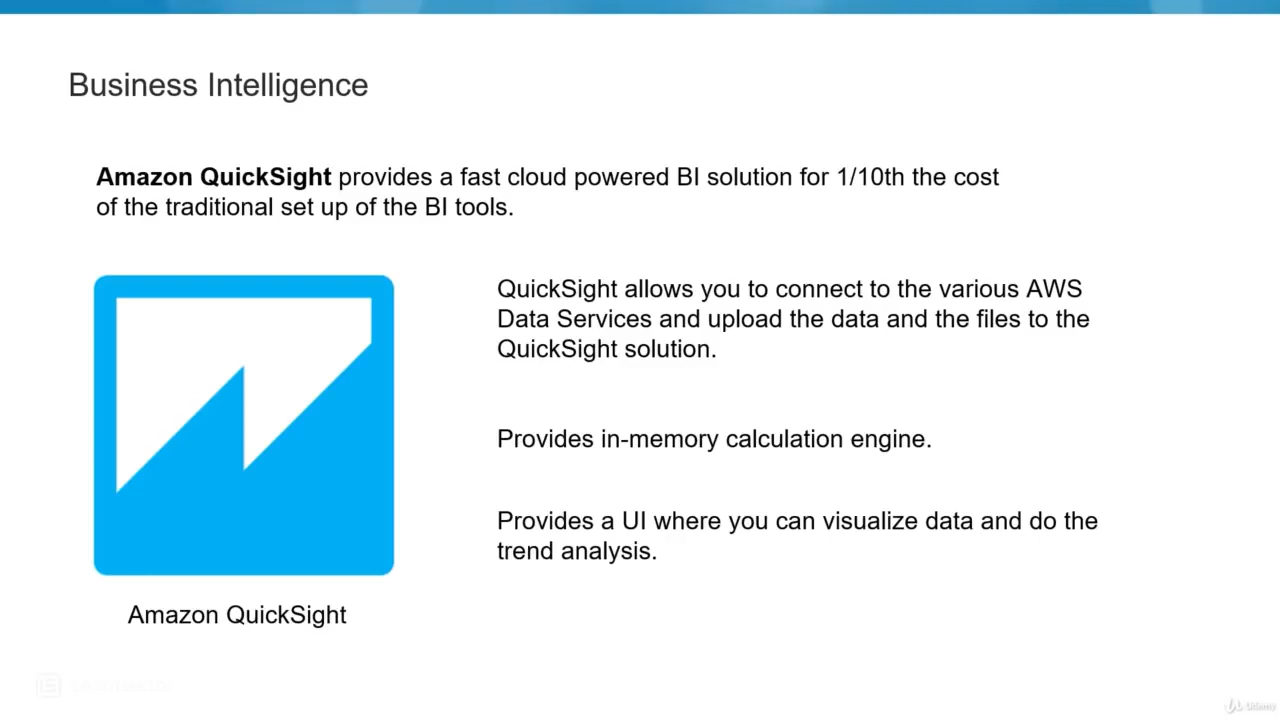 Business Intelligence
Amazon QuickSight provides a fast cloud powered BI solution for 1/10th the cost
of the traditional set up of the BI tools.
QuickSight allows you to connect to the various AWS
Data Services and upload the data and the files to the
QuickSight solution.
Provides in-memory calculation engine.
Provides a UI where you can visualize data and do the
trend analysis.
Amazon QuickSight
Udemy